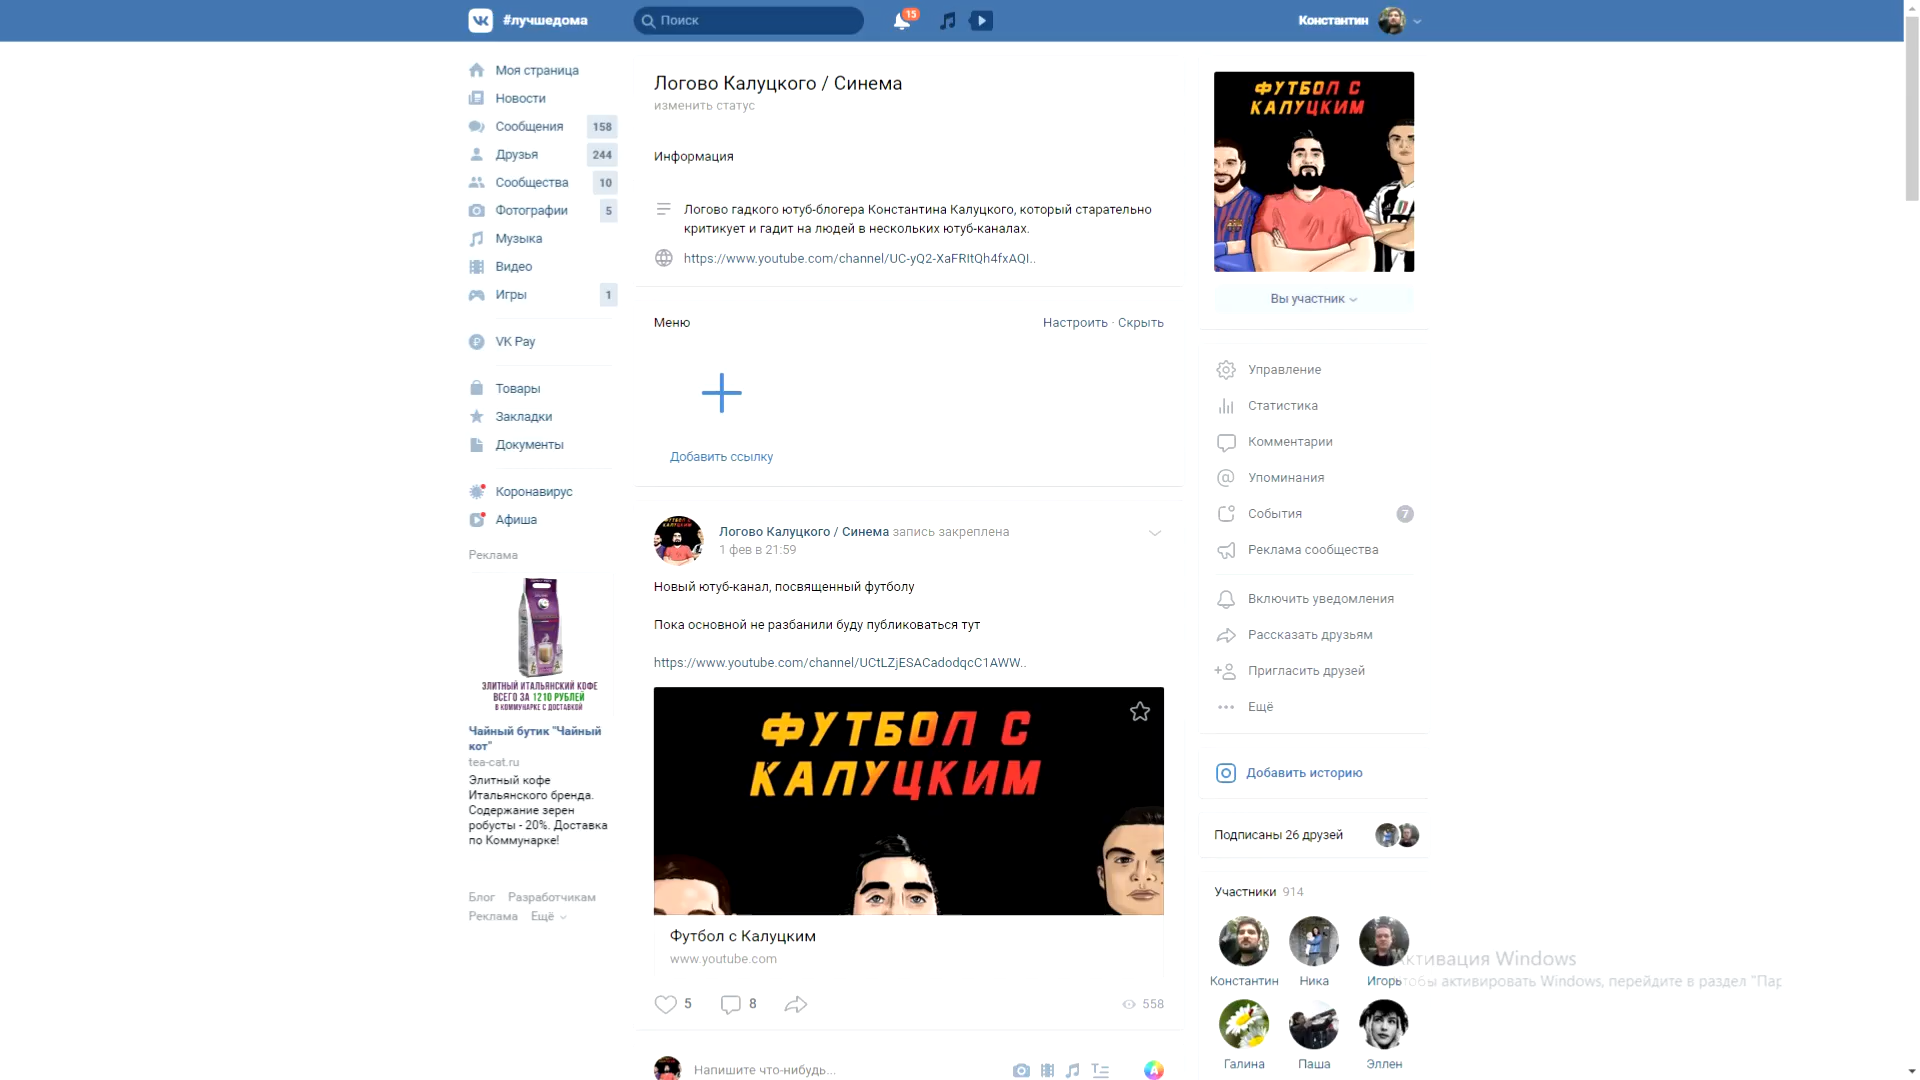 #лучшедома
Поиск
15
Константин
Моя страница
Новости
Сообщения 158
Друзья 244
Сообщества 10
Фотографии 5
Музыка
Видео
Игры 1
VK Pay
Товары
Закладки
Документы
Коронавирус
Афиша
Реклама
ЭЛИТНЫЙ ИТАЛЬЯНСКИЙ КОФЕ
ВСЕГО ЗА 1210 РУБЛЕЙ
В КОММУНАРКЕ С ДОСТАВКОЙ
Чайный бутик "Чайный
кот"
tea-cat.ru
Элитный кофе
Итальянского бренда.
Содержание зерен
робусты - 20%. Доставка
по Коммунарке!
Блог Разработчикам
Реклама Ещё
Логово Калуцкого / Синема
изменить статус
Информация
Логово гадкого ютуб-блогера Константина Калуцкого, который старательно
критикует и гадит на людей в нескольких ютуб-каналах.
https://www.youtube.com/channel/UC-yQ2-XaFRItQh4fxAQI..
Меню
Настроить · Скрыть
Добавить ссылку
Логово Калуцкого / Синема запись закреплена
1 фев в 21:59
Новый ютуб-канал, посвященный футболу
Пока основной не разбанили буду публиковаться тут
https://www.youtube.com/channel/UCtLZjESACadodqcC1AWW..
ФУТБОЛ С
КАЛУЦКИМ
Футбол с Калуцким
www.youtube.com
5 8 558
Напишите что-нибудь...
ФУТБОЛ С
КАЛУЦКИМ
Вы участник
Управление
Статистика
Комментарии
Упоминания
События 7
Реклама сообщества
Включить уведомления
Рассказать друзьям
Пригласить друзей
Ещё
Добавить историю
Подписаны 26 друзей
Участники 914
Константин Ника Игорь
Галина Паша Эллен
Активация Windows
чтобы активировать Windows, перейдите в раздел "Пар